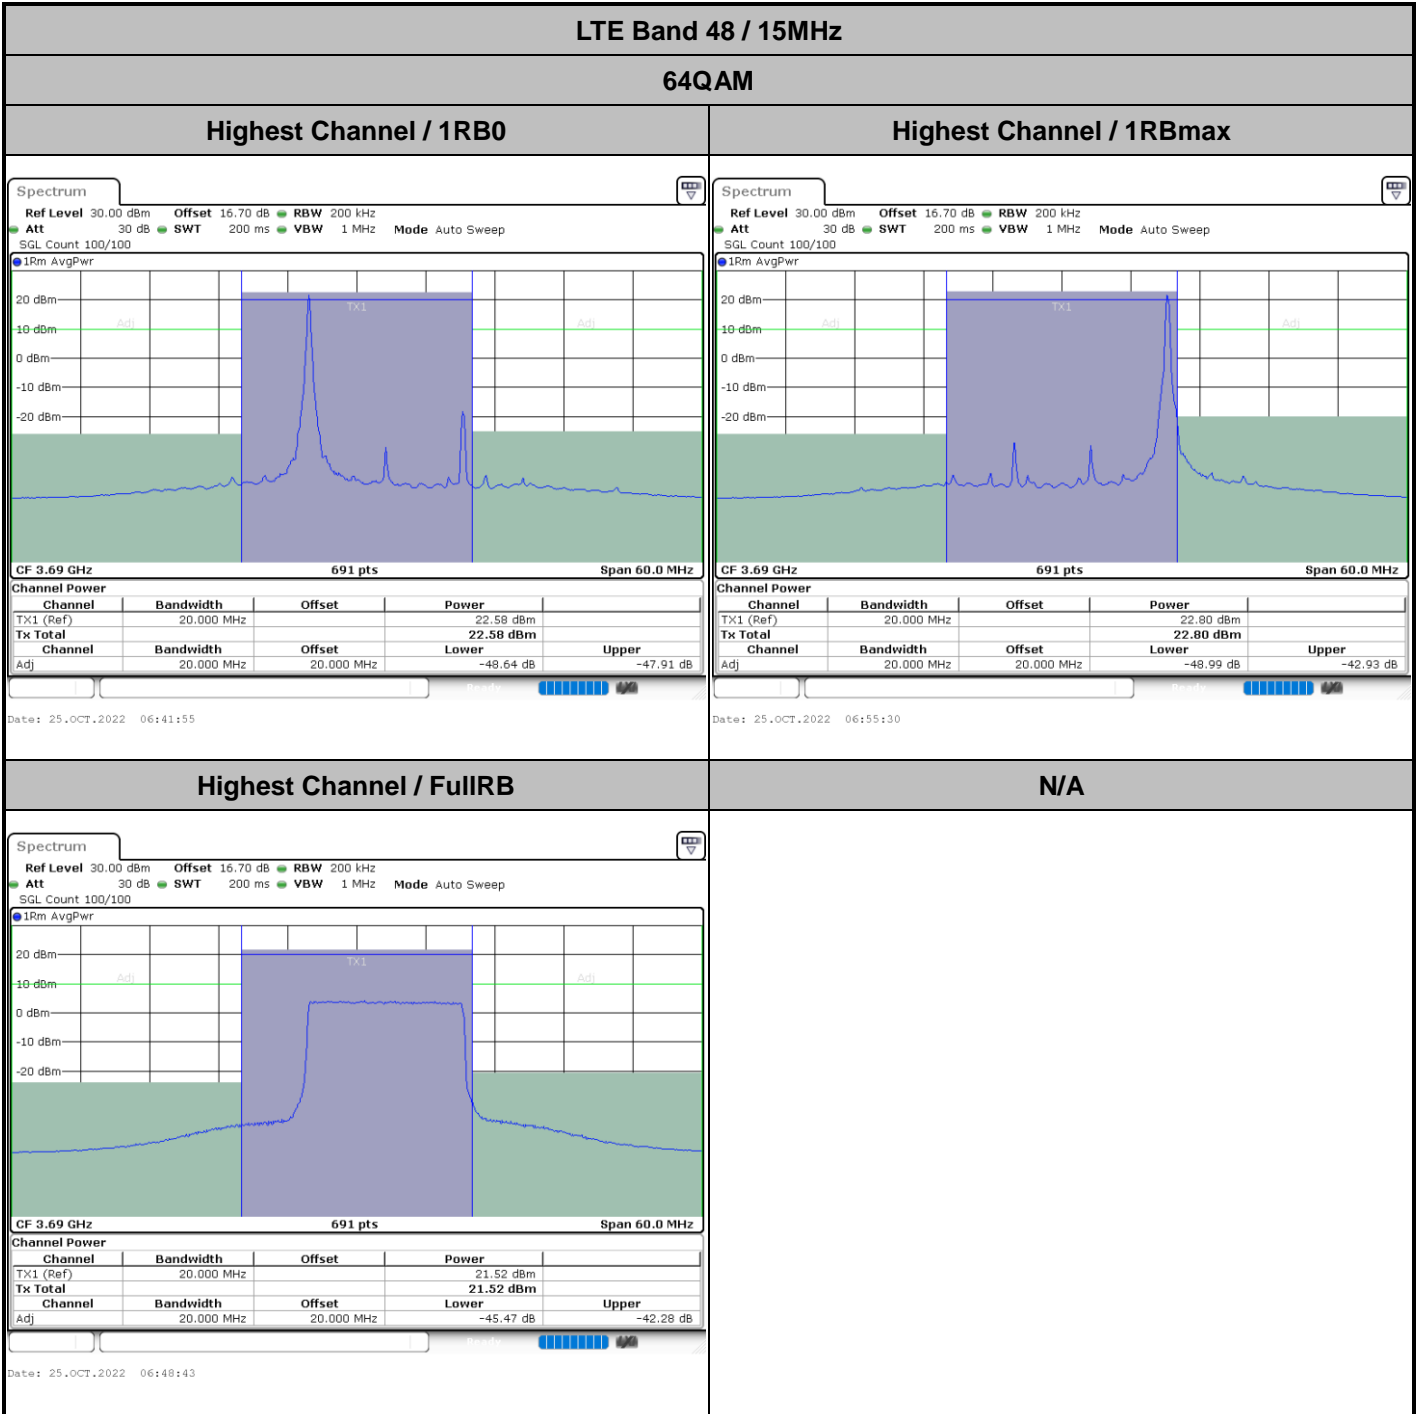 LTE Band 48 / 15MHz
64QAM
Highest Channel / 1RB0
Highest Channel / 1RBmax
Spectrum
Ref Level 30.00 dBm Offset 16.70 dB RBW 200 kHz
Att 30 dB SWT 200 ms VBW 1 MHz Mode Auto Sweep
SGL Count 100/100
1Rm AvgPwr
TX1
20 dBm
Adj
Adj
10 dBm
0 dBm
-10 dBm
-20 dBm
CF 3.69 GHz 691 pts Span 60.0 MHz
Channel Power
Channel Bandwidth Offset Power
TX1 (Ref) 20.000 MHz 22.58 dBm
Tx Total 22.58 dBm
Channel Bandwidth Offset Lower Upper
Adj 20.000 MHz 20.000 MHz -48.64 dB -47.91 dB
Ready
Date: 25.OCT.2022 06:41:55
Spectrum
Ref Level 30.00 dBm Offset 16.70 dB RBW 200 kHz
Att 30 dB SWT 200 ms VBW 1 MHz Mode Auto Sweep
SGL Count 100/100
1Rm AvgPwr
TX1
20 dBm
Adj
Adj
10 dBm
0 dBm
-10 dBm
-20 dBm
CF 3.69 GHz 691 pts Span 60.0 MHz
Channel Power
Channel Bandwidth Offset Power
TX1 (Ref) 20.000 MHz 22.80 dBm
Tx Total 22.80 dBm
Channel Bandwidth Offset Lower Upper
Adj 20.000 MHz 20.000 MHz -48.99 dB -42.93 dB
Ready
Date: 25.OCT.2022 06:55:30
Highest Channel / FullRB
N/A
Spectrum
Ref Level 30.00 dBm Offset 16.70 dB RBW 200 kHz
Att 30 dB SWT 200 ms VBW 1 MHz Mode Auto Sweep
SGL Count 100/100
1Rm AvgPwr
20 dBm
TX1
Adj
Adj
10 dBm
0 dBm
-10 dBm
-20 dBm
CF 3.69 GHz 691 pts Span 60.0 MHz
Channel Power
Channel Bandwidth Offset Power
TX1 (Ref) 20.000 MHz 21.52 dBm
Tx Total 21.52 dBm
Channel Bandwidth Offset Lower Upper
Adj 20.000 MHz 20.000 MHz -45.47 dB -42.28 dB
Ready
Date: 25.OCT.2022 06:48:43